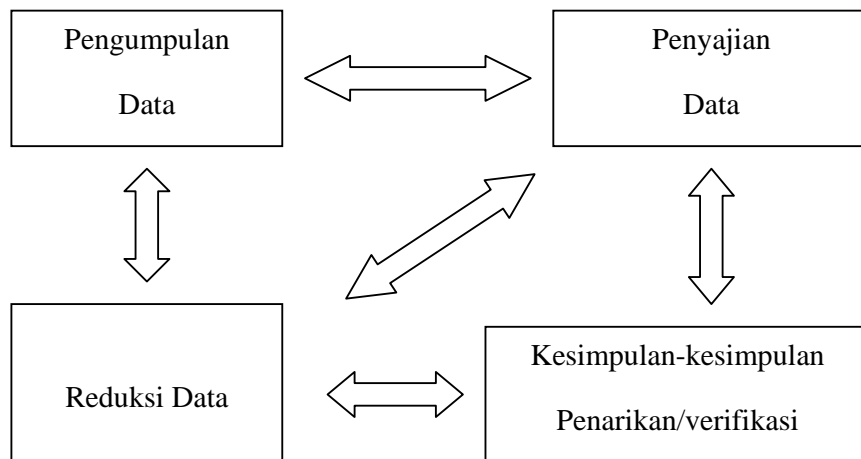 Pengumpulan
Data
Penyajian
Data
Reduksi Data
Kesimpulan-kesimpulan
Penarikan/verifikasi